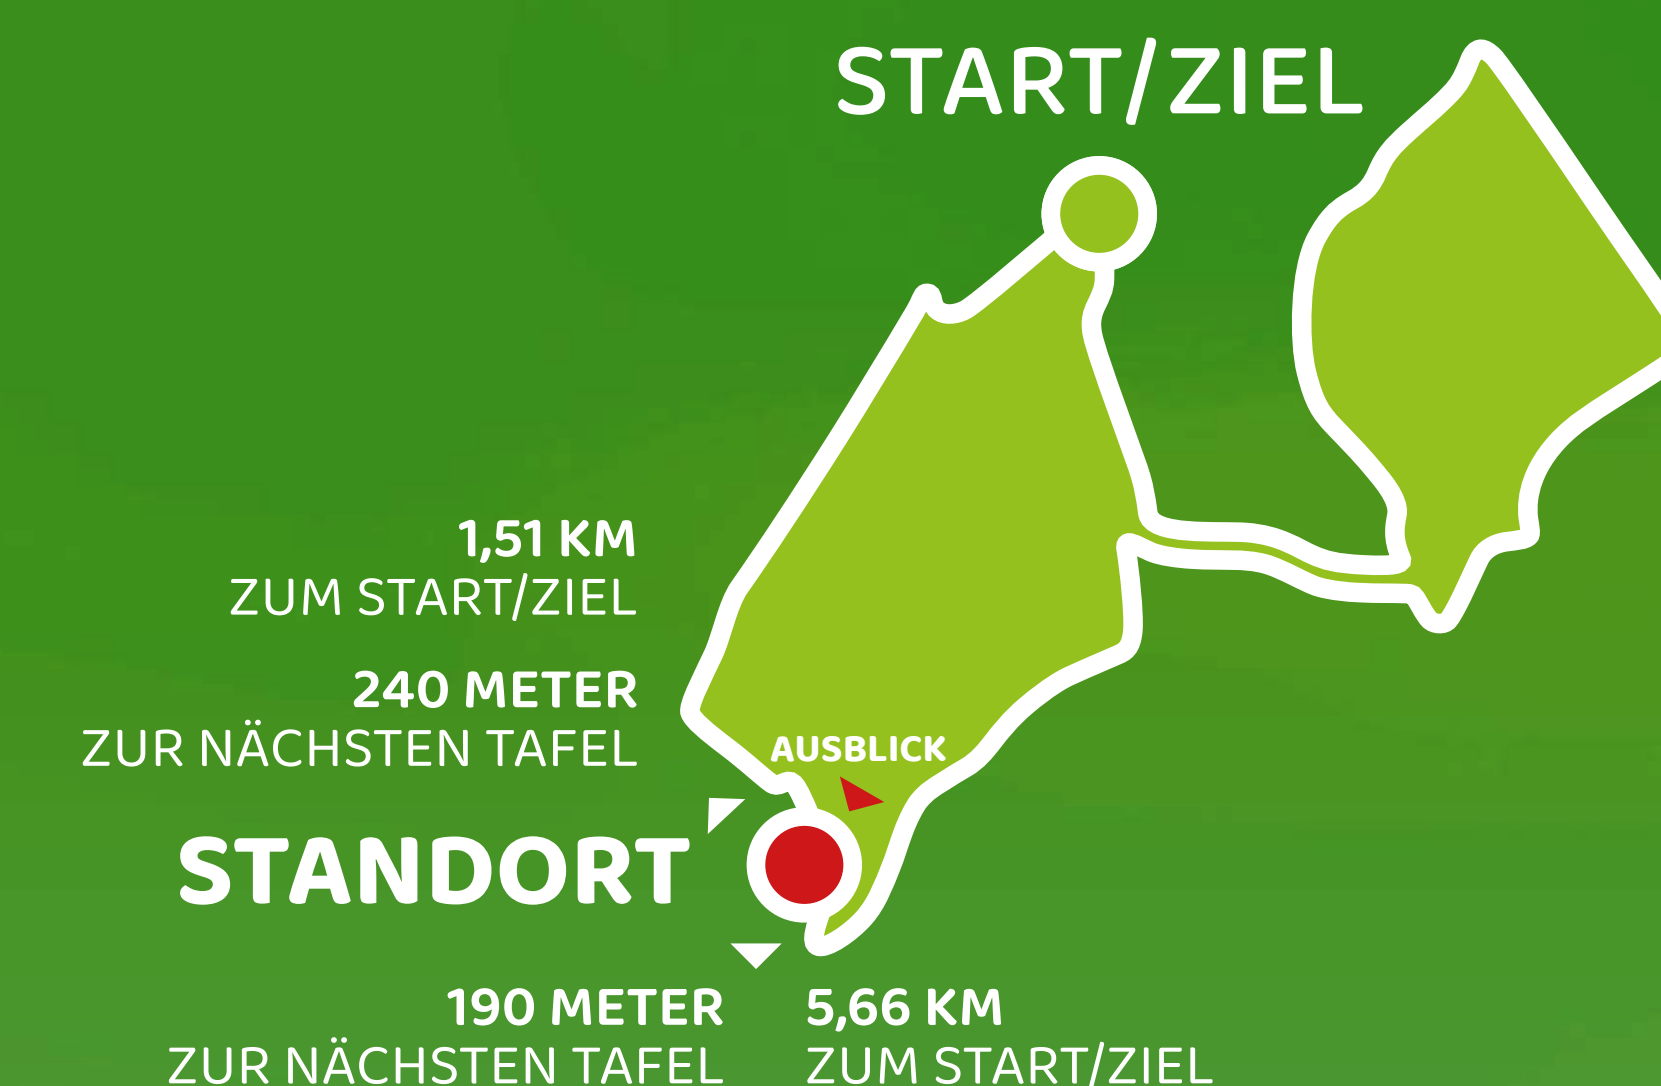 START/ZIEL
1,51 KM
ZUM START/ZIEL
240 METER
ZUR NÄCHSTEN TAFEL
AUSBLICK
STANDORT
190 METER
ZUR NÄCHSTEN TAFEL
5,66 KM
ZUM START/ZIEL